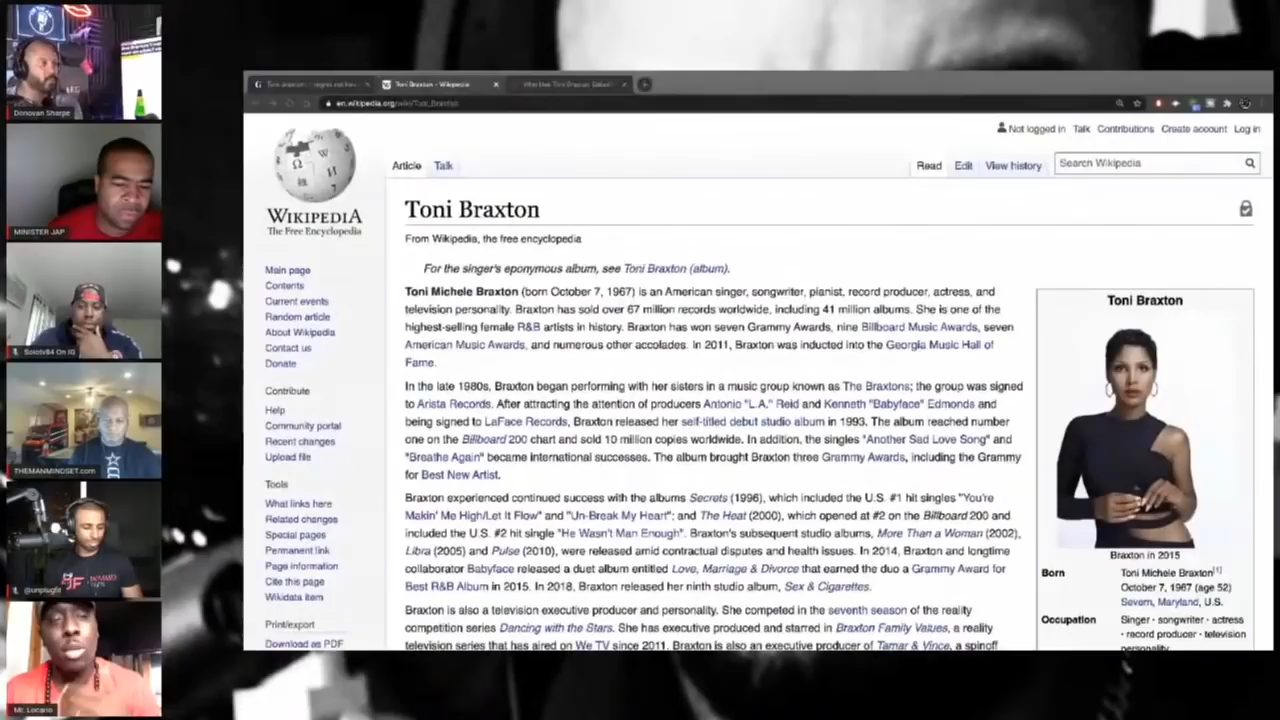 Donovan Sharpe
MINISTER JAP
Solotv84 On IG
THEMANMINDSET.com
@unplugfit
Mr. Locario
Toni Braxton - Wikipedia
en.wikipedia.org/wiki/Toni_Braxton
Not logged in Talk Contributions Create account Log in
Article Talk
Read Edit View history Search Wikipedia
WIKIPEDIA
The Free Encyclopedia
Main page
Contents
Current events
Random article
About Wikipedia
Contact us
Donate
Contribute
Help
Community portal
Recent changes
Upload file
Tools
What links here
Related changes
Special pages
Permanent link
Page information
Cite this page
Wikidata item
Print/export
Download as PDF
Toni Braxton
From Wikipedia, the free encyclopedia
For the singer's eponymous album, see Toni Braxton (album).
Toni Michele Braxton (born October 7, 1967) is an American singer, songwriter, pianist, record producer, actress, and
television personality. Braxton has sold over 67 million records worldwide, including 41 million albums. She is one of the
highest-selling female R&B artists in history. Braxton has won seven Grammy Awards, nine Billboard Music Awards, seven
American Music Awards, and numerous other accolades. In 2011, Braxton was inducted into the Georgia Music Hall of
Fame.
In the late 1980s, Braxton began performing with her sisters in a music group known as The Braxtons; the group was signed
to Arista Records. After attracting the attention of producers Antonio "L.A." Reid and Kenneth "Babyface" Edmonds and
being signed to LaFace Records, Braxton released her self-titled debut studio album in 1993. The album reached number
one on the Billboard 200 chart and sold 10 million copies worldwide. In addition, the singles "Another Sad Love Song" and
"Breathe Again" became international successes. The album brought Braxton three Grammy Awards, including the Grammy
for Best New Artist.
Braxton experienced continued success with the albums Secrets (1996), which included the U.S. #1 hit singles "You're
Makin' Me High/Let It Flow" and "Un-Break My Heart"; and The Heat (2000), which opened at #2 on the Billboard 200 and
included the U.S. #2 hit single "He Wasn't Man Enough". Braxton's subsequent studio albums, More Than a Woman (2002),
Libra (2005) and Pulse (2010), were released amid contractual disputes and health issues. In 2014, Braxton and longtime
collaborator Babyface released a duet album entitled Love, Marriage & Divorce that earned the duo a Grammy Award for
Best R&B Album in 2015. In 2018, Braxton released her ninth studio album, Sex & Cigarettes.
Braxton is also a television executive producer and personality. She competed in the seventh season of the reality
competition series Dancing with the Stars. She has executive produced and starred in Braxton Family Values, a reality
television series that has aired on We TV since 2011. Braxton is also an executive producer of Tamar & Vince, a spinoff
Toni Braxton
Braxton in 2015
Born Toni Michele Braxton[1]
October 7, 1967 (age 52)
Severn, Maryland, U.S.
Occupation Singer · songwriter · actress
· record producer · television
personality